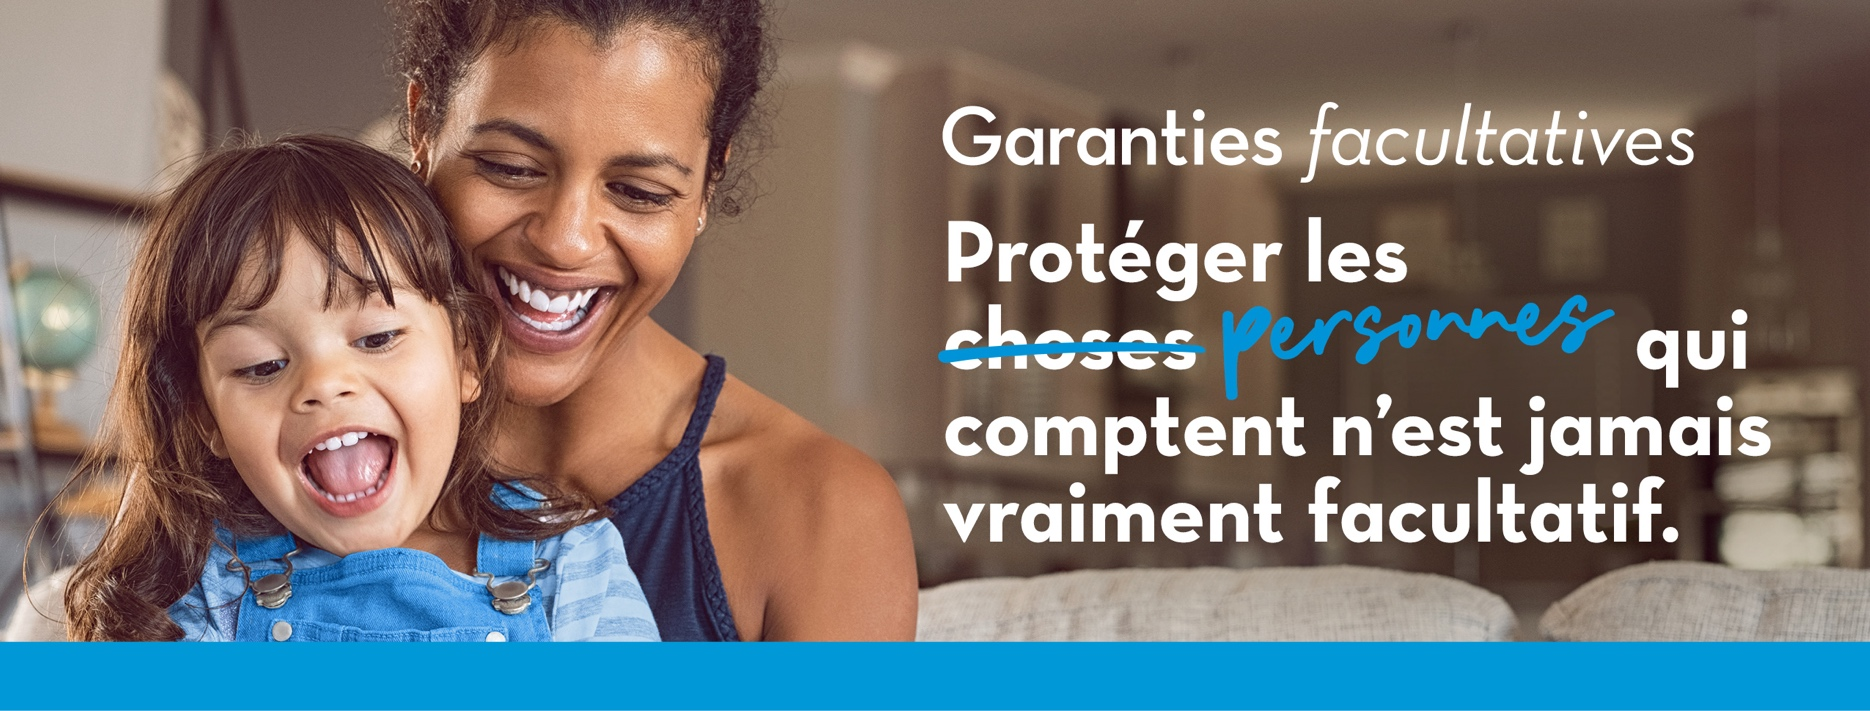 Garanties facultatives
Protéger les
choses personnes qui
comptent n’est jamais
vraiment facultatif.